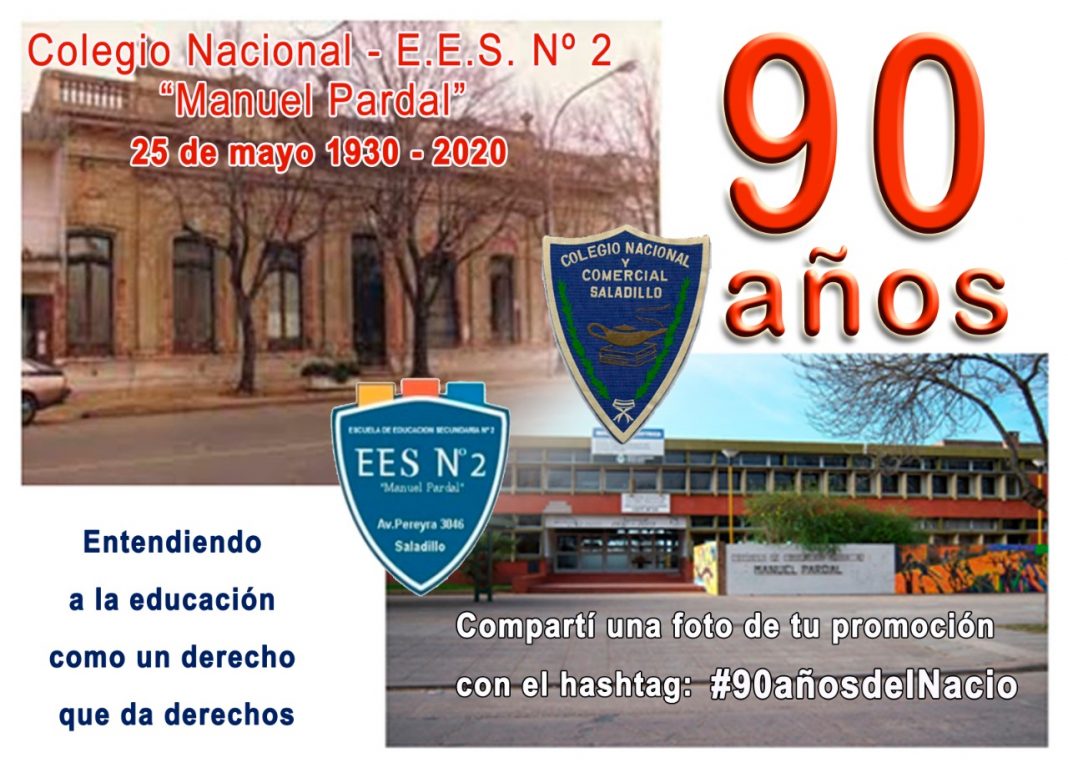 Colegio Nacional - E.E.S. Nº 2
“Manuel Pardal”
25 de mayo 1930 - 2020
90
años
COLEGIO NACIONAL
Y
COMERCIAL
SALADILLO
ESCUELA DE EDUCACION SECUNDARIA Nº 2
EES Nº 2
"Manuel Pardal"
Av.Pereyra 3046
Saladillo
MANUEL PARDAL
Entendiendo
a la educación
como un derecho
que da derechos
Compartí una foto de tu promoción
con el hashtag: #90añosdelNacio